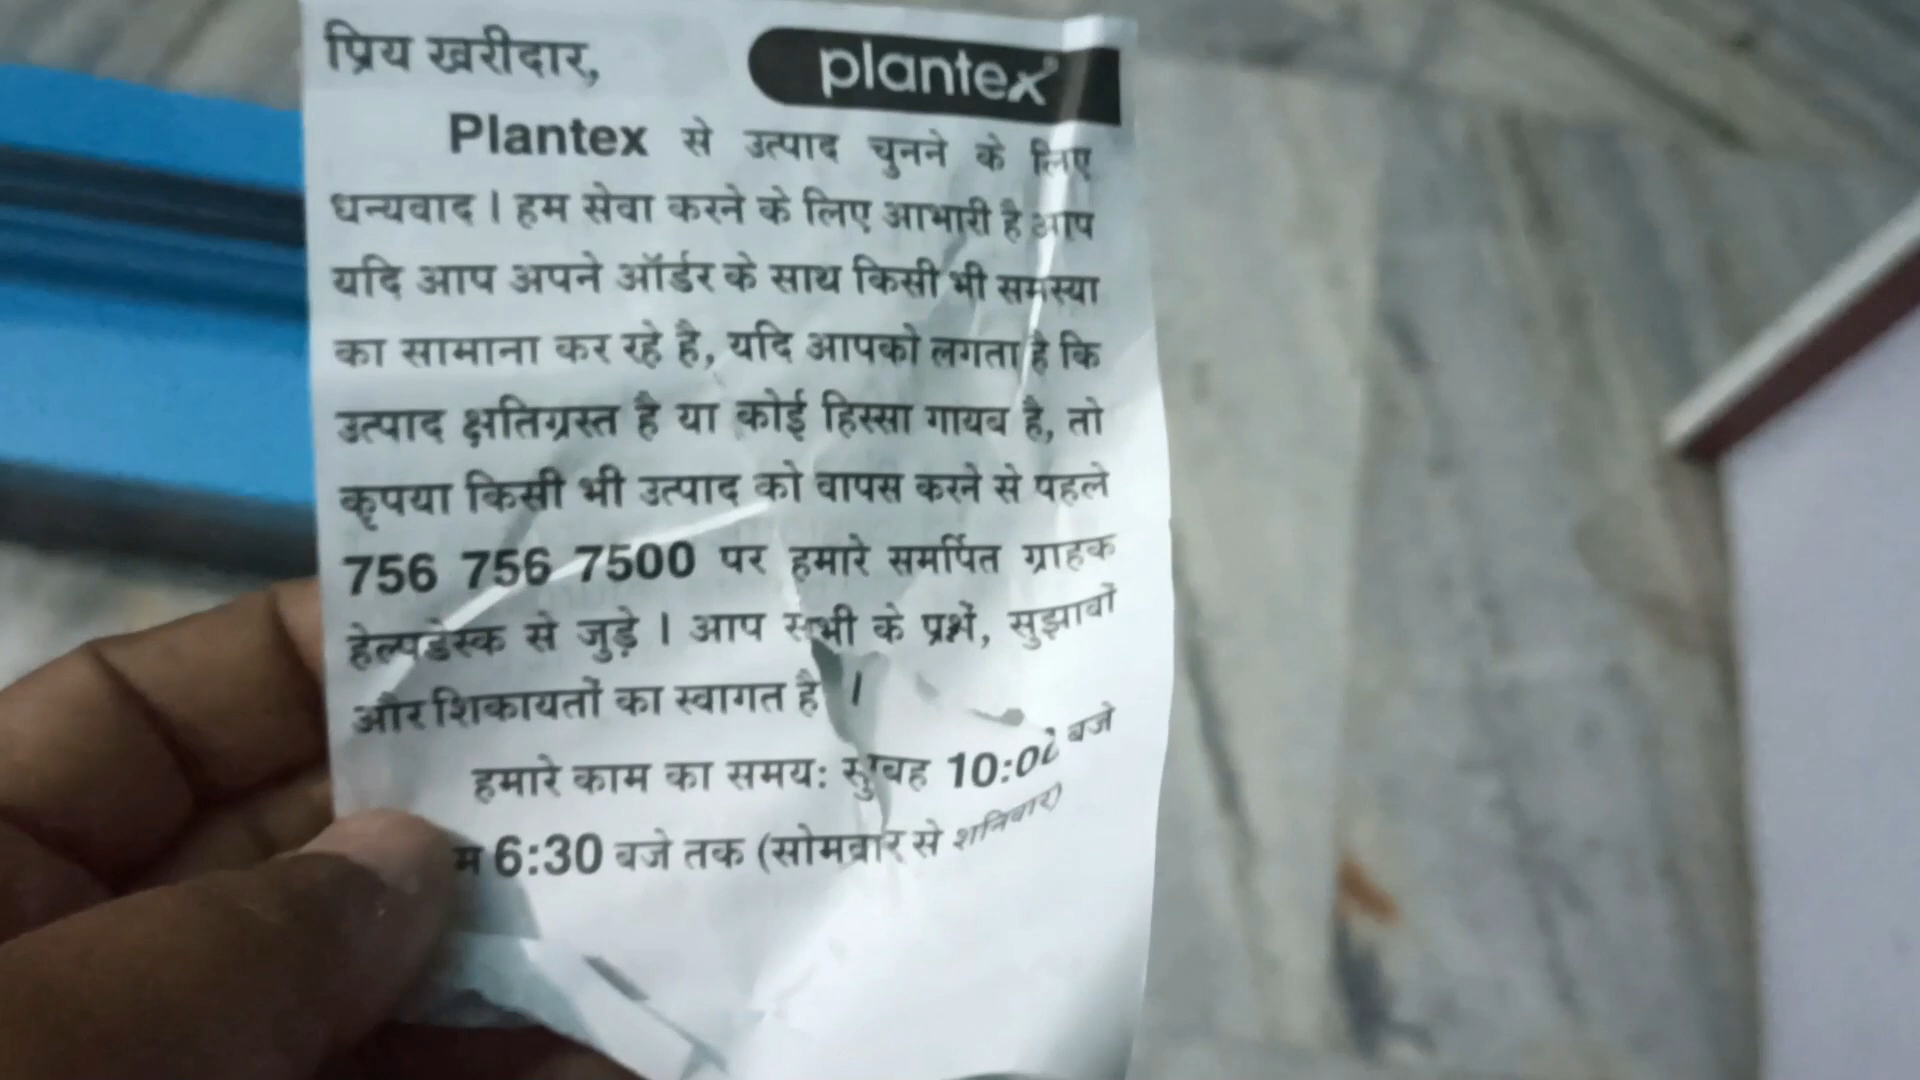 प्रिय खरीदार,
plantex
Plantex से उत्पाद चुनने के लिए
धन्यवाद । हम सेवा करने के लिए आभारी है आप
यदि आप अपने ऑर्डर के साथ किसी भी समस्या
का सामाना कर रहे है, यदि आपको लगता है कि
उत्पाद क्षतिग्रस्त है या कोई हिस्सा गायब है, तो
कृपया किसी भी उत्पाद को वापस करने से पहले
756 756 7500 पर हमारे समर्पित ग्राहक
हेल्पडेस्क से जुड़े । आप सभी के प्रश्नें, सुझावों
और शिकायतों का स्वागत है ।
हमारे काम का समय: सुबह 10:00 बजे
6:30 बजे तक (सोमवार से शनिवार)